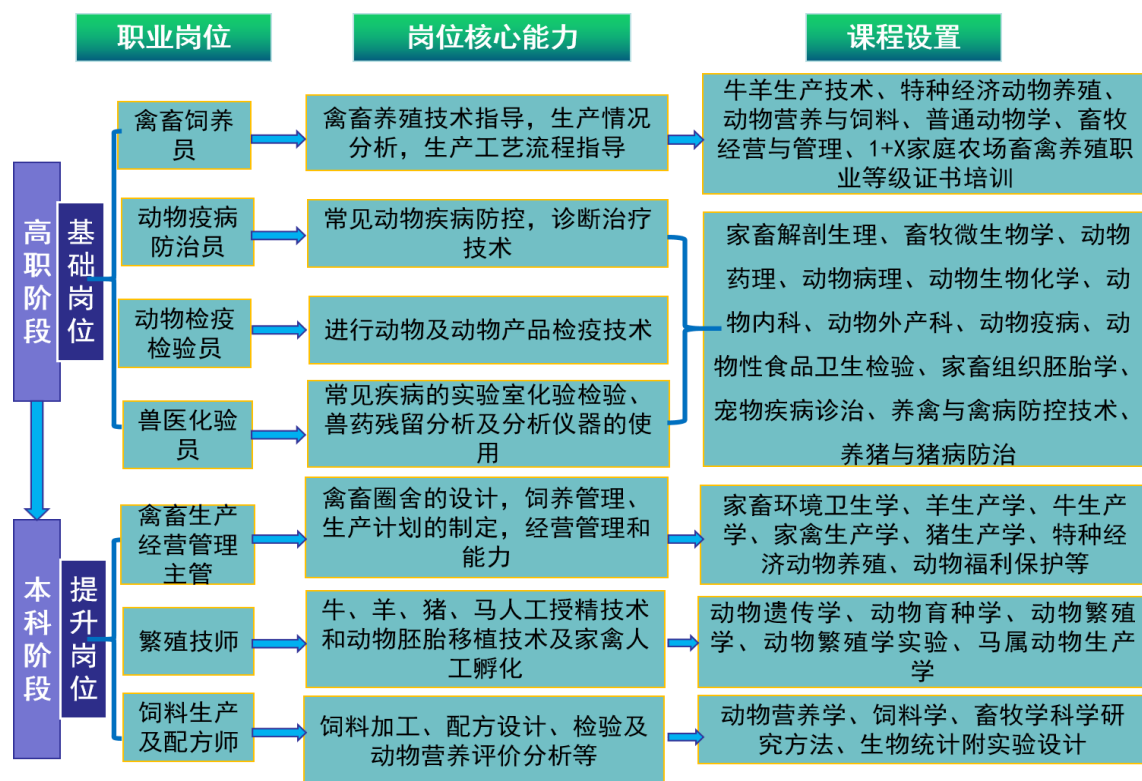 职业岗位
岗位核心能力
课程设置
高职阶段
基础岗位
禽畜饲养
员
禽畜养殖技术指导，生产情况
分析，生产工艺流程指导
牛羊生产技术、特种经济动物养殖、
动物营养与饲料、普通动物学、畜牧
经营与管理、1+X家庭农场畜禽养殖职
业等级证书培训
动物疫病
防治员
常见动物疾病防控，诊断治疗
技术
动物检疫
检验员
进行动物及动物产品检疫技术
兽医化验
员
常见疾病的实验室化验检验、
兽药残留分析及分析仪器的使
用
家畜解剖生理、畜牧微生物学、动物
药理、动物病理、动物生物化学、动
物内科、动物外产科、动物疫病、动
物性食品卫生检验、家畜组织胚胎学、
宠物疾病诊治、养禽与禽病防控技术、
养猪与猪病防治
本科阶段
提升岗位
禽畜生产
经营管理
主管
禽畜圈舍的设计，饲养管理、
生产计划的制定，经营管理和
能力
家畜环境卫生学、羊生产学、牛生产
学、家禽生产学、猪生产学、特种经
济动物养殖、动物福利保护等
繁殖技师
牛、羊、猪、马人工授精技术
和动物胚胎移植技术及家禽人
工孵化
动物遗传学、动物育种学、动物繁殖
学、动物繁殖学实验、马属动物生产
学
饲料生产
及配方师
饲料加工、配方设计、检验及
动物营养评价分析等
动物营养学、饲料学、畜牧学科学研
究方法、生物统计附实验设计